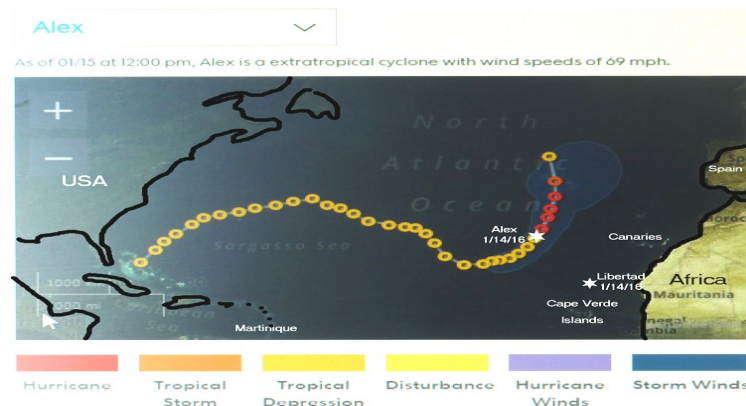 Alex
As of 01/15 at 12:00 pm, Alex is a extratropical cyclone with wind speeds of 69 mph.
North
Atlantic
Ocean
USA
Spain
Alex
1/14/16
Sargasso Sea
Canaries
Libertad
1/14/16
Africa
Mauritania
1000
Cape Verde
Islands
Sea
Martinique
Hurricane
Tropical
Storm
Tropical
Depression
Disturbance
Hurricane
Winds
Storm Winds